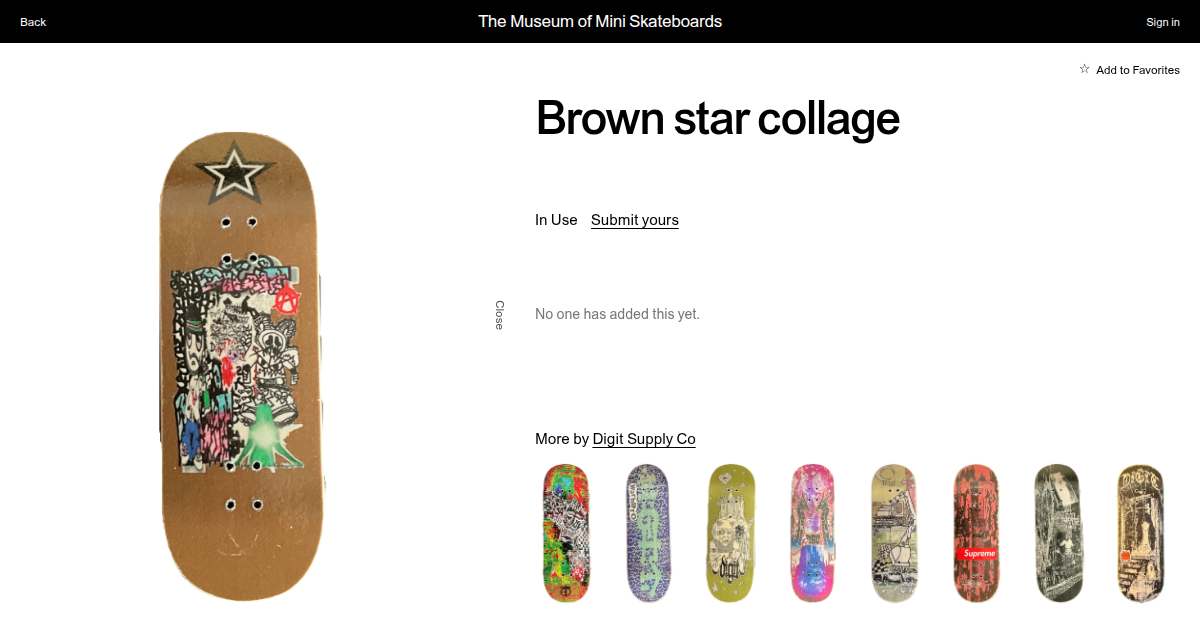 Back
The Museum of Mini Skateboards
Sign in
☆ Add to Favorites
Brown star collage
In Use
Submit yours
Close
No one has added this yet.
More by Digit Supply Co
Supreme